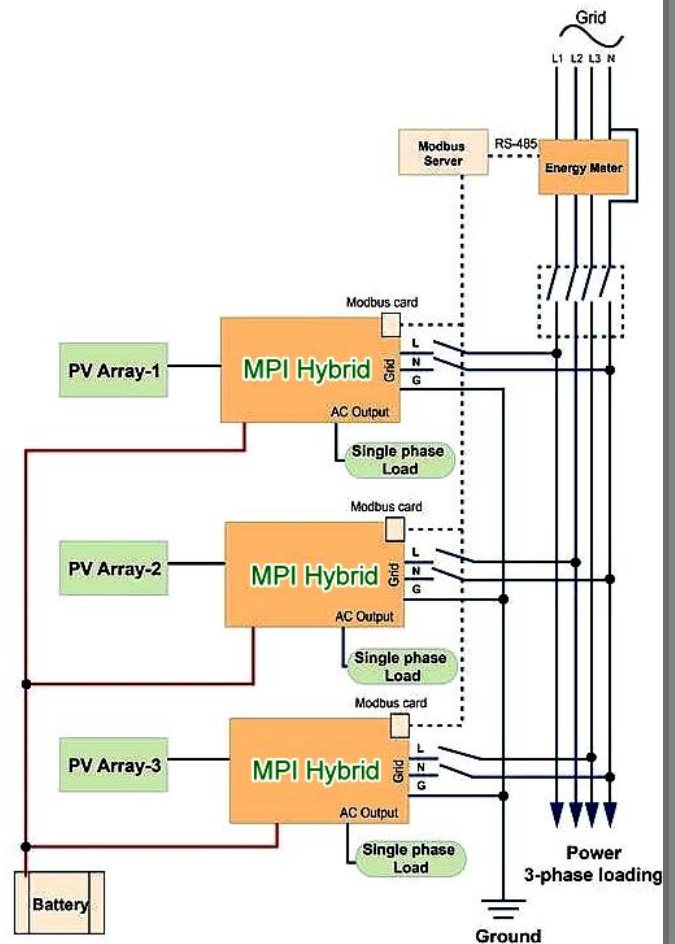 Grid
L1 L2 L3 N
Modbus
Server
RS-485
Energy Meter
Modbus card
PV Array-1
MPI Hybrid
Grid
L
N
G
AC Output
Single phase
Load
Modbus card
PV Array-2
MPI Hybrid
Grid
L
N
G
AC Output
Single phase
Load
Modbus card
PV Array-3
MPI Hybrid
Grid
L
N
G
AC Output
Single phase
Load
Power
3-phase loading
Battery
Ground